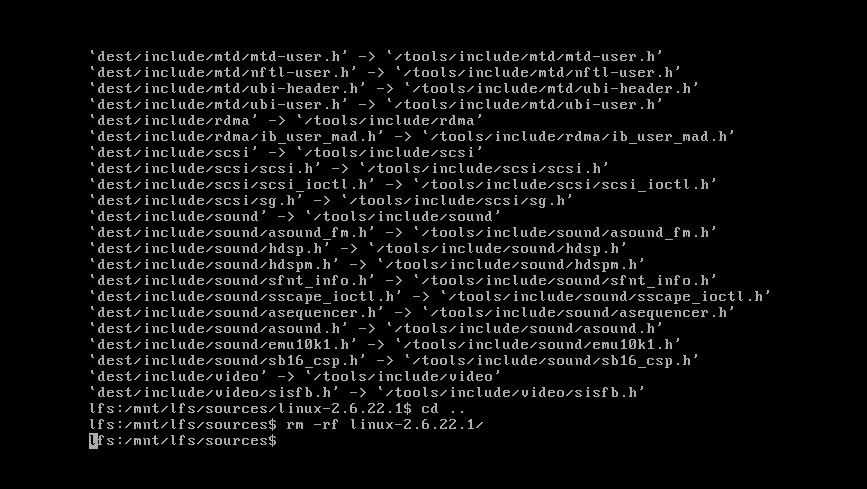 `dest/include/mtd/mtd-user.h' -> `/tools/include/mtd/mtd-user.h'
`dest/include/mtd/nftl-user.h' -> `/tools/include/mtd/nftl-user.h'
`dest/include/mtd/ubi-header.h' -> `/tools/include/mtd/ubi-header.h'
`dest/include/mtd/ubi-user.h' -> `/tools/include/mtd/ubi-user.h'
`dest/include/rdma' -> `/tools/include/rdma'
`dest/include/rdma/ib_user_mad.h' -> `/tools/include/rdma/ib_user_mad.h'
`dest/include/scsi' -> `/tools/include/scsi'
`dest/include/scsi/scsi.h' -> `/tools/include/scsi/scsi.h'
`dest/include/scsi/scsi_ioctl.h' -> `/tools/include/scsi/scsi_ioctl.h'
`dest/include/scsi/sg.h' -> `/tools/include/scsi/sg.h'
`dest/include/sound' -> `/tools/include/sound'
`dest/include/sound/asound_fm.h' -> `/tools/include/sound/asound_fm.h'
`dest/include/sound/hdsp.h' -> `/tools/include/sound/hdsp.h'
`dest/include/sound/hdspm.h' -> `/tools/include/sound/hdspm.h'
`dest/include/sound/sfnt_info.h' -> `/tools/include/sound/sfnt_info.h'
`dest/include/sound/sscape_ioctl.h' -> `/tools/include/sound/sscape_ioctl.h'
`dest/include/sound/asequencer.h' -> `/tools/include/sound/asequencer.h'
`dest/include/sound/asound.h' -> `/tools/include/sound/asound.h'
`dest/include/sound/emu10k1.h' -> `/tools/include/sound/emu10k1.h'
`dest/include/sound/sb16_csp.h' -> `/tools/include/sound/sb16_csp.h'
`dest/include/video' -> `/tools/include/video'
`dest/include/video/sisfb.h' -> `/tools/include/video/sisfb.h'
lfs:/mnt/lfs/sources/linux-2.6.22.1$ cd ..
lfs:/mnt/lfs/sources$ rm -rf linux-2.6.22.1/
lfs:/mnt/lfs/sources$